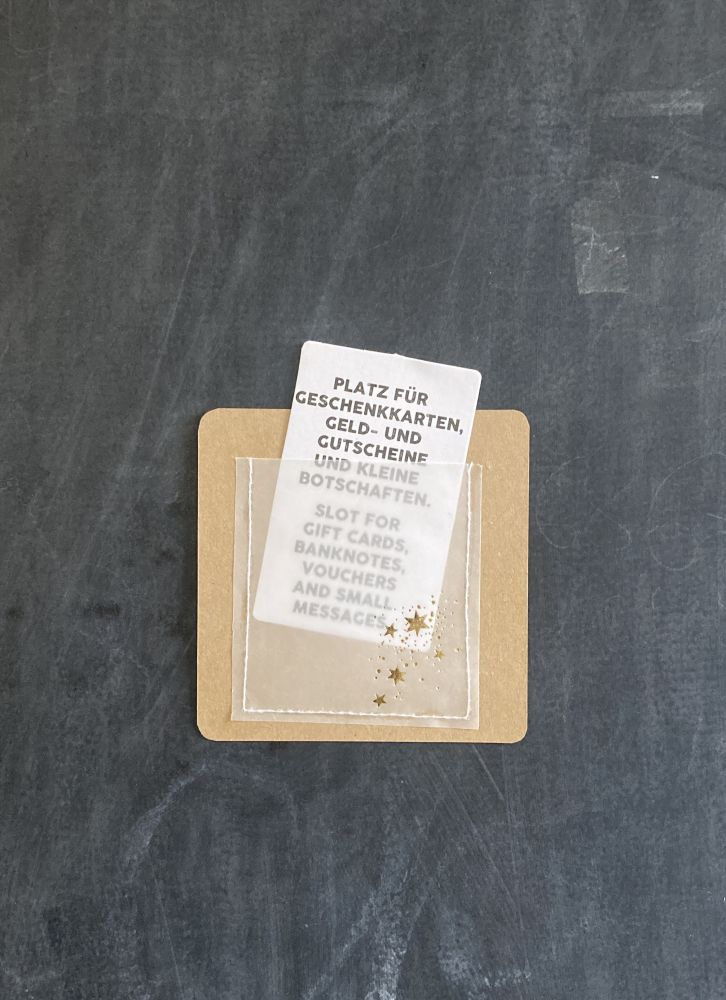 PLATZ FÜR
GESCHENKKARTEN,
GELD- UND
GUTSCHEINE
UND KLEINE
BOTSCHAFTEN.
SLOT FOR
GIFT CARDS,
BANKNOTES,
VOUCHERS
AND SMALL
MESSAGES.